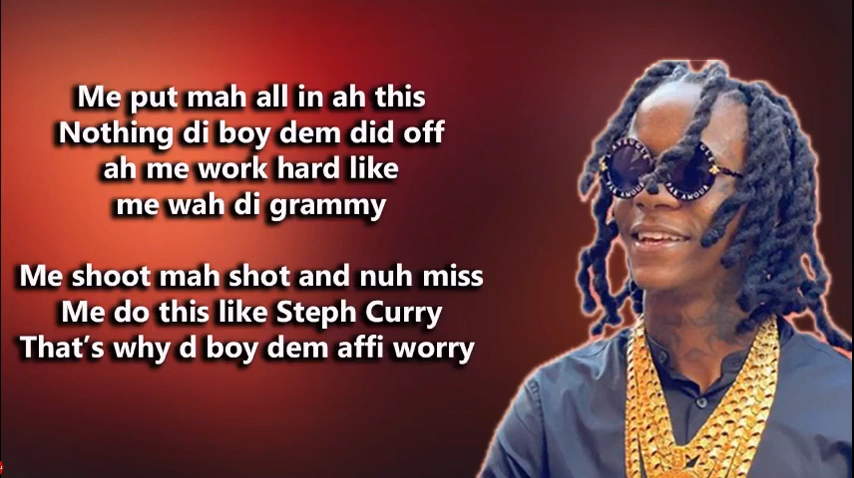 Me put mah all in ah this
Nothing di boy dem did off
ah me work hard like
me wah di grammy
Me shoot mah shot and nuh miss
Me do this like Steph Curry
That's why d boy dem affi worry